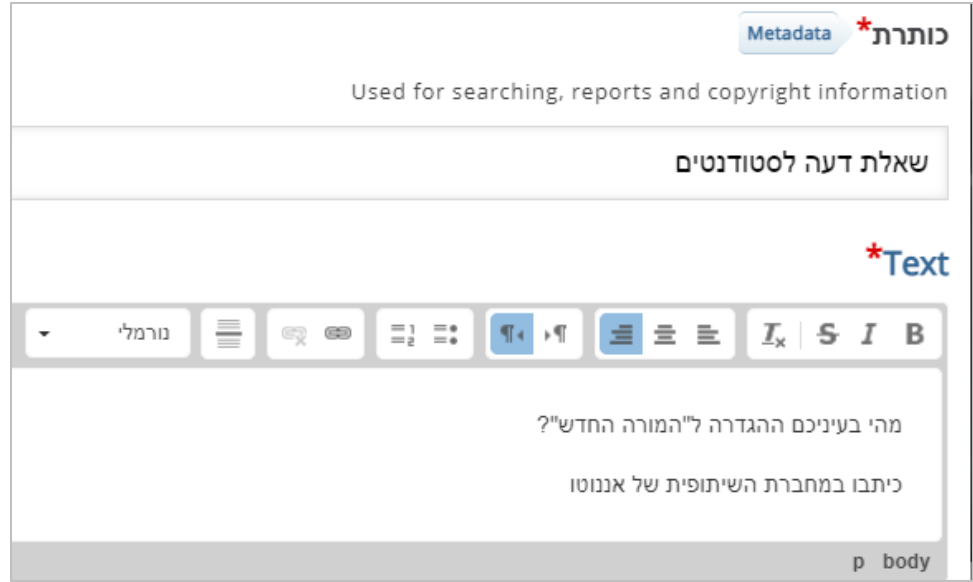 כותרת* Metadata
Used for searching, reports and copyright information
שאלת דעה לסטודנטים
*Text
B I S Tx נורמלי
מהי בעיניכם ההגדרה ל"המורה החדש"?
כיתבו במחברת השיתופית של אננוטו
p body